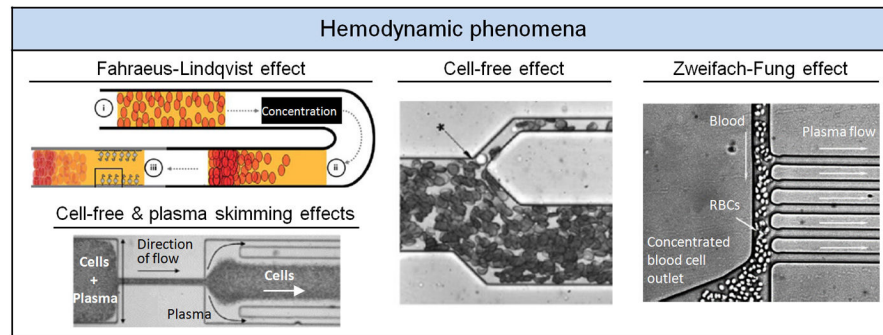 Hemodynamic phenomena
Fahraeus-Lindqvist effect
i
Concentration
iii
ii
Cell-free & plasma skimming effects
Cells
+
Plasma
Direction
of flow
Cells
Plasma
Cell-free effect
*
Zweifach-Fung effect
Blood
Plasma flow
RBCs
Concentrated
blood cell
outlet